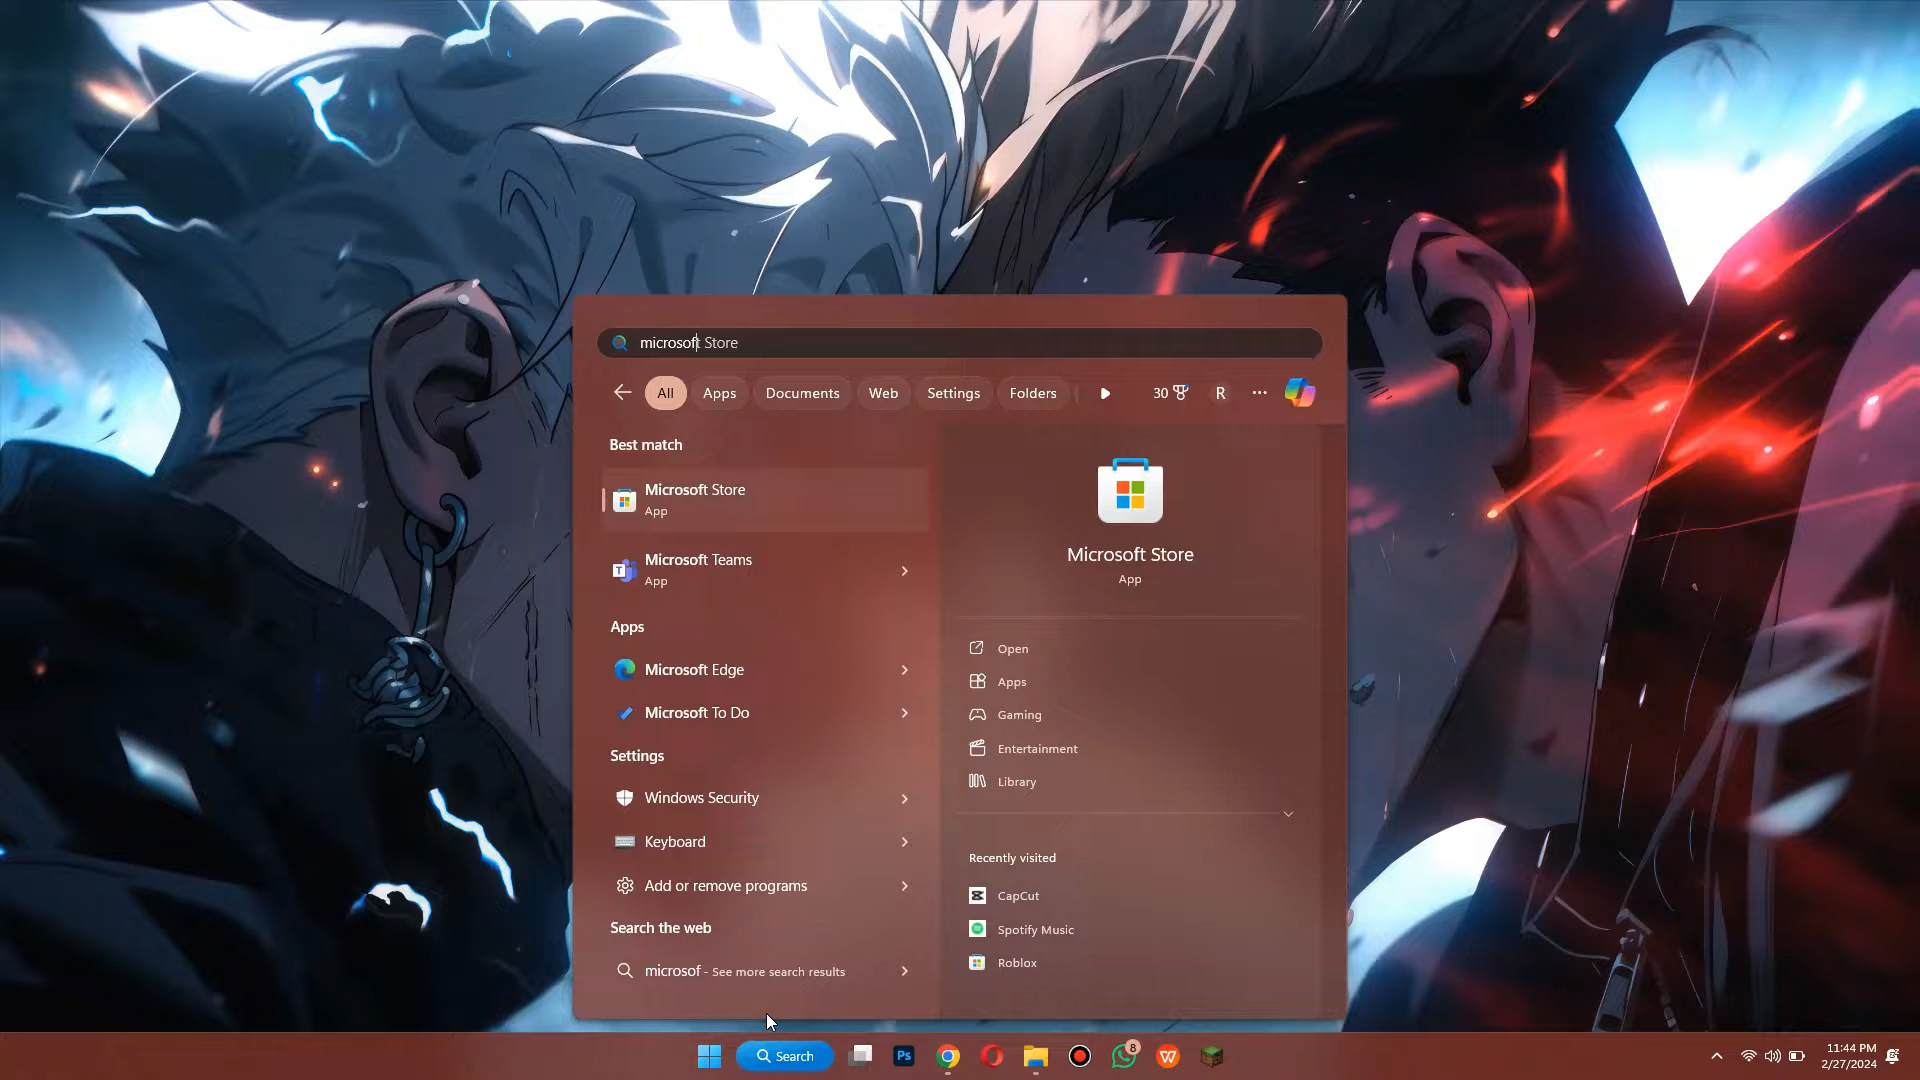 microsoft Store
All
Apps
Documents
Web
Settings
Folders
30
R
Best match
Microsoft Store
App
Microsoft Teams
App
Apps
Microsoft Edge
Microsoft To Do
Settings
Windows Security
Keyboard
Add or remove programs
Search the web
microsof - See more search results
Microsoft Store
App
Open
Apps
Gaming
Entertainment
Library
Recently visited
CapCut
Spotify Music
Roblox
Search
Ps
8
11:44 PM
2/27/2024